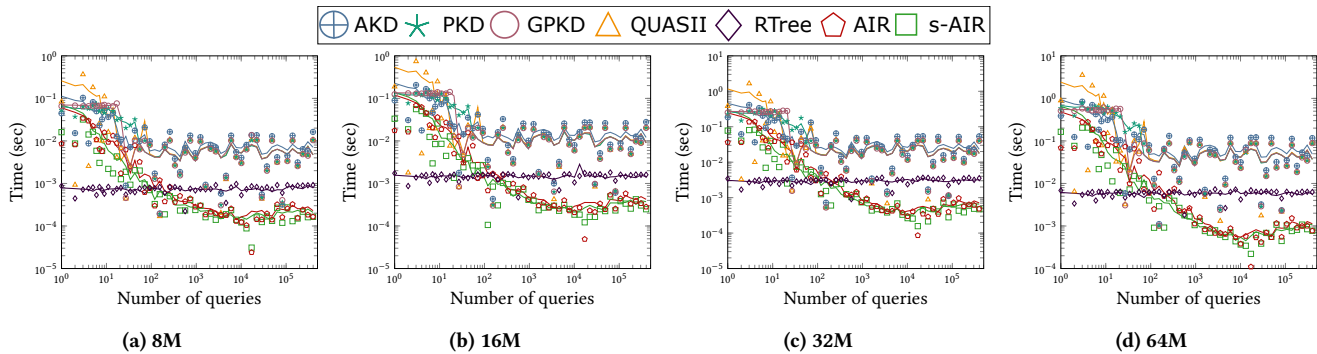 AKD PKD GPKD QUASII RTree AIR s-AIR
10^0
10^-1
10^-2
10^-3
10^-4
10^-5
Time (sec)
10^0 10^1 10^2 10^3 10^4 10^5
Number of queries
(a) 8M
10^0
10^-1
10^-2
10^-3
10^-4
10^-5
Time (sec)
10^0 10^1 10^2 10^3 10^4 10^5
Number of queries
(b) 16M
10^1
10^0
10^-1
10^-2
10^-3
10^-4
10^-5
Time (sec)
10^0 10^1 10^2 10^3 10^4 10^5
Number of queries
(c) 32M
10^1
10^0
10^-1
10^-2
10^-3
10^-4
Time (sec)
10^0 10^1 10^2 10^3 10^4 10^5
Number of queries
(d) 64M